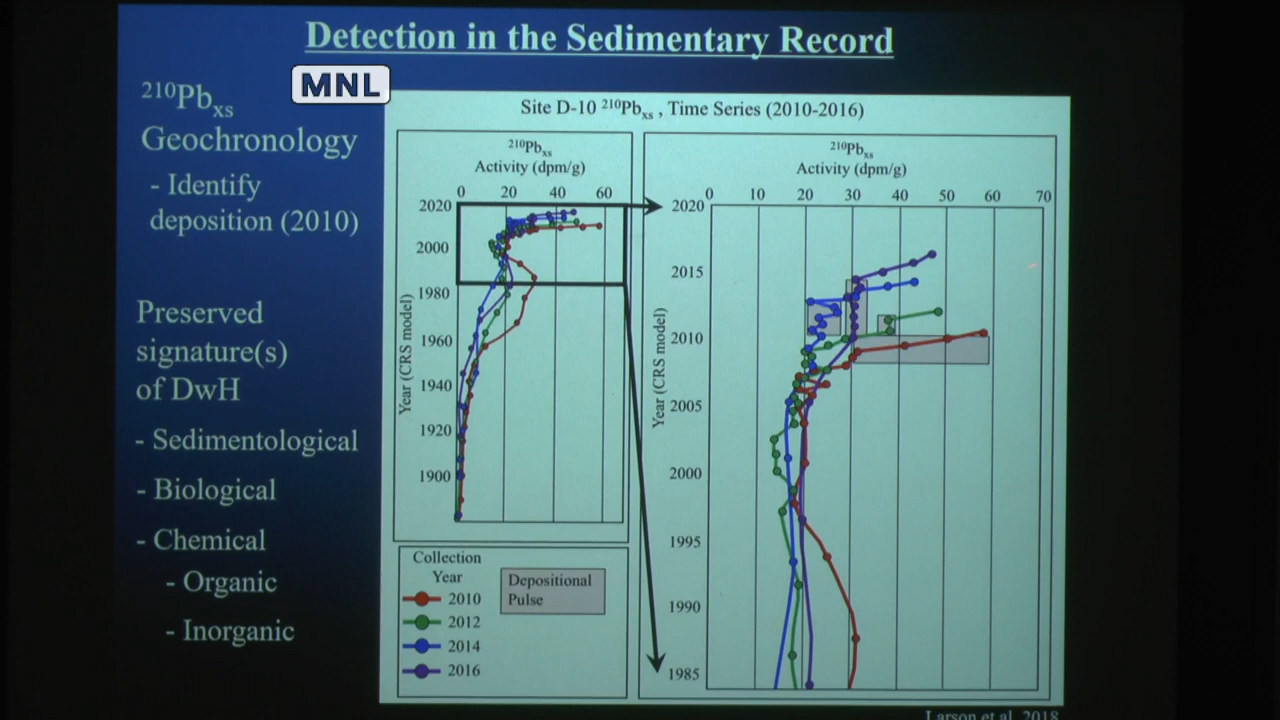 Detection in the Sedimentary Record
MNL
²¹⁰Pbxs
Geochronology
- Identify
deposition (2010)
Preserved
signature(s)
of DwH
- Sedimentological
- Biological
- Chemical
- Organic
- Inorganic
Site D-10 ²¹⁰Pbxs , Time Series (2010-2016)
²¹⁰Pbxs
Activity (dpm/g)
0 20 40 60
2020
2000
1980
1960
1940
1920
1900
Year (CRS model)
²¹⁰Pbxs
Activity (dpm/g)
0 10 20 30 40 50 60 70
2020
2015
2010
2005
2000
1995
1990
1985
Year (CRS model)
Collection
Year
2010
2012
2014
2016
Depositional
Pulse
Larson et al. 2018